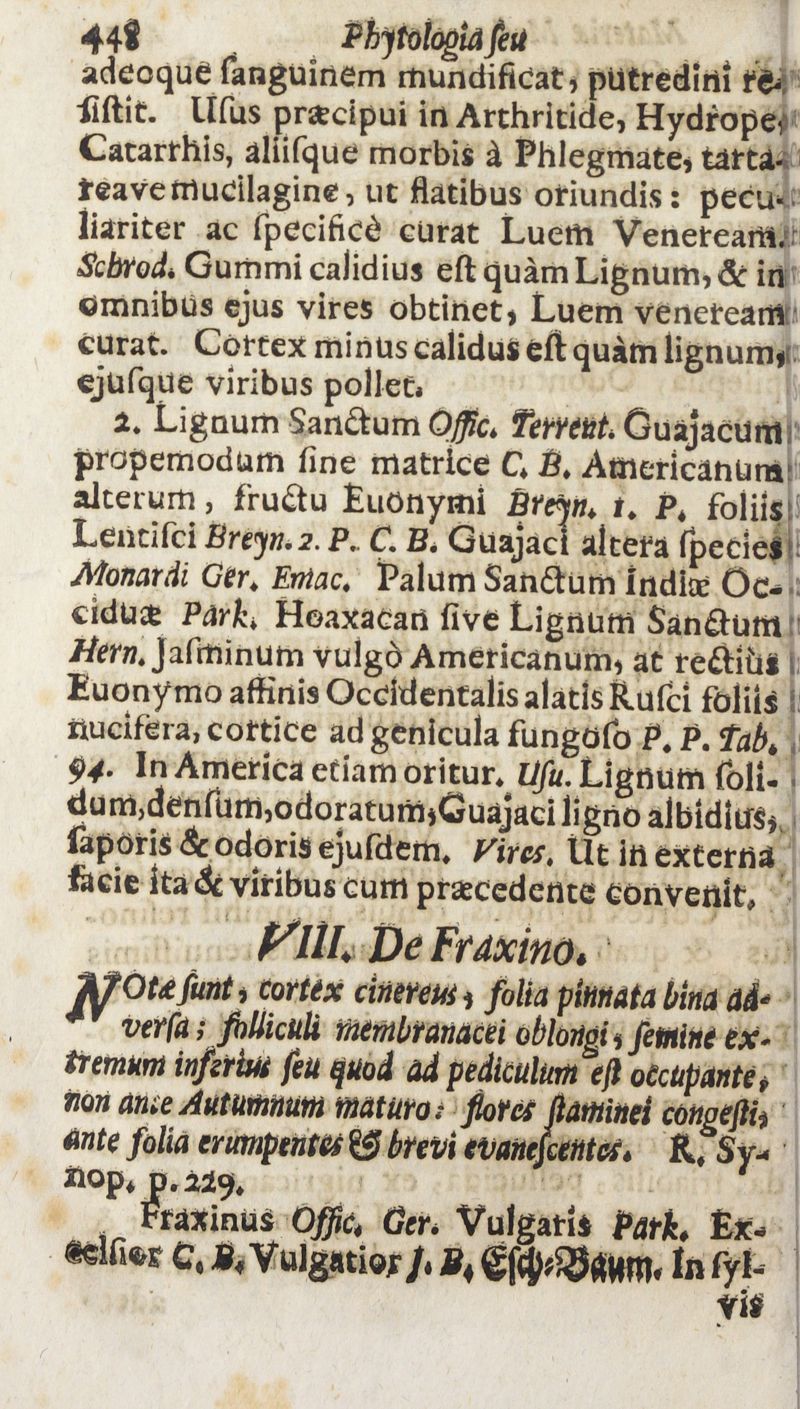 448 Phytologia ſeu
adeoque ſanguinem mundificat, putredini re-
ſiſtit. Uſus præcipui in Arthritide, Hydrope,
Catarrhis, aliiſque morbis à Phlegmate, tarta-
reave mucilagine, ut flatibus oriundis: pecu-
liariter ac ſpecificè curat Luem Veneream.
Schrod. Gummi calidius eſt quàm Lignum, & in
omnibus ejus vires obtinet, Luem veneream
curat. Cortex minus calidus eſt quàm lignum,
ejuſque viribus pollet.
2. Lignum Sanctum Offic. Terrent. Guajacum
propemodum ſine matrice C. B. Americanum
alterum, fructu Euonymi Breyn. 1. P. foliis
Lentiſci Breyn. 2. P. C. B. Guajaci altera ſpecies
Monardi Ger. Emac. Palum Sanctum Indiæ Oc-
ciduæ Park. Hoaxacan ſive Lignum Sanctum
Hern. Jaſminum vulgò Americanum, at rectiùs
Euonymo affinis Occidentalis alatis Ruſci foliis
nucifera, cortice ad genicula fungoſo P. P. Tab.
94. In America etiam oritur. Uſu. Lignum ſoli-
dum, denſum, odoratum, Guajaci ligno albidius,
ſaporis & odoris ejuſdem. Vires. Ut in externa
facie ita & viribus cum præcedente convenit.
VIII. De Fraxino.
NOtæ ſunt, cortex cinereus, folia pinnata bina ad-
verſa; folliculi membranacei oblongi, ſemine ex-
tremum inferius ſeu quod ad pediculum eſt occupante,
non ante Autumnum maturo: flores ſtaminei congeſti,
ante folia erumpentes & brevi evaneſcentes. R. Sy-
nop. p. 229.
Fraxinus Offic. Ger. Vulgaris Park. Ex-
celſior C. B. Vulgatior J. B. Eſch-Baum. In ſyl-
vis